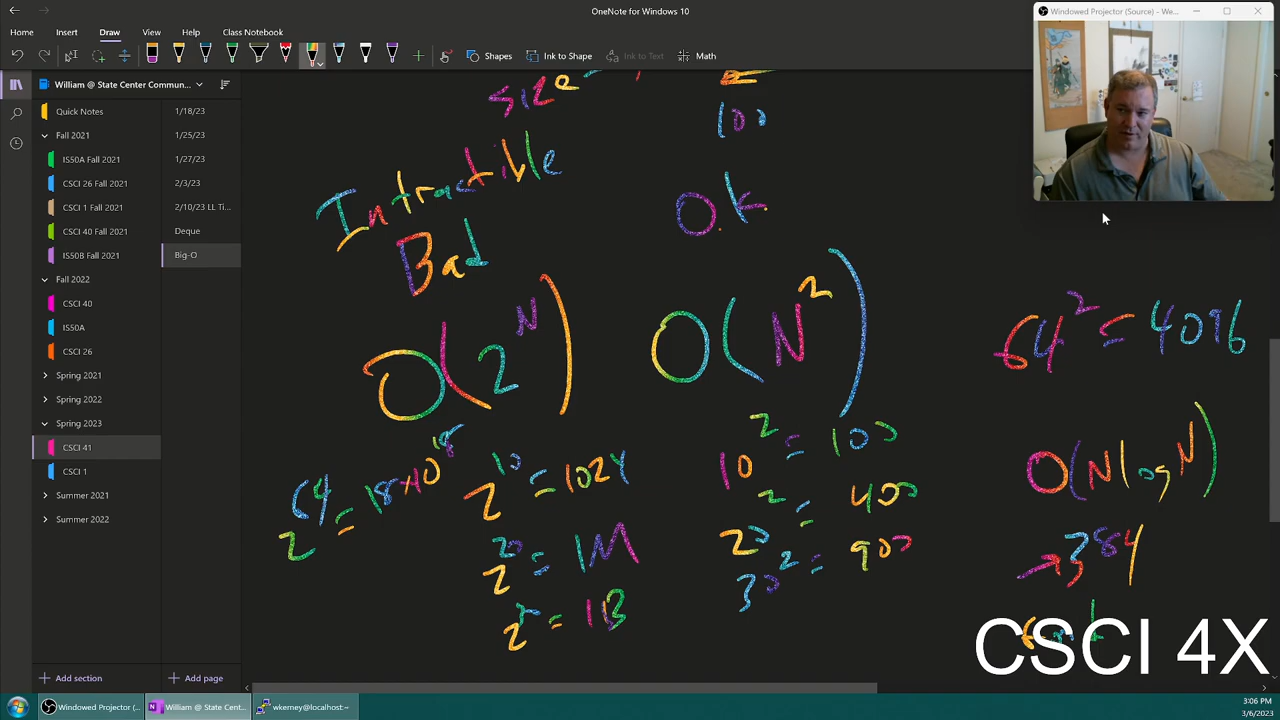 OneNote for Windows 10
Windowed Projector (Source) - We...
Home
Insert
Draw
View
Help
Class Notebook
Shapes
Ink to Shape
Ink to Text
Math
William @ State Center Commun...
Quick Notes
Fall 2021
IS50A Fall 2021
CSCI 26 Fall 2021
CSCI 1 Fall 2021
CSCI 40 Fall 2021
IS50B Fall 2021
Fall 2022
CSCI 40
IS50A
CSCI 26
Spring 2021
Spring 2022
Spring 2023
CSCI 41
CSCI 1
Summer 2021
Summer 2022
1/18/23
1/25/23
1/27/23
2/3/23
2/10/23 LL Ti...
Deque
Big-O
size
100
Intractible
Bad
OK
O(2^N)
O(N^2)
64^2 = 4096
2^64 = 18x10^18
2^10 = 1024
2^20 = 1M
2^30 = 1B
10^2 = 100
20^2 = 400
30^2 = 900
O(N log N)
→ 384
CSCI 4X
Add section
Add page
Windowed Projector (...
William @ State Cent...
wkerney@localhost:~
3:06 PM
3/6/2023